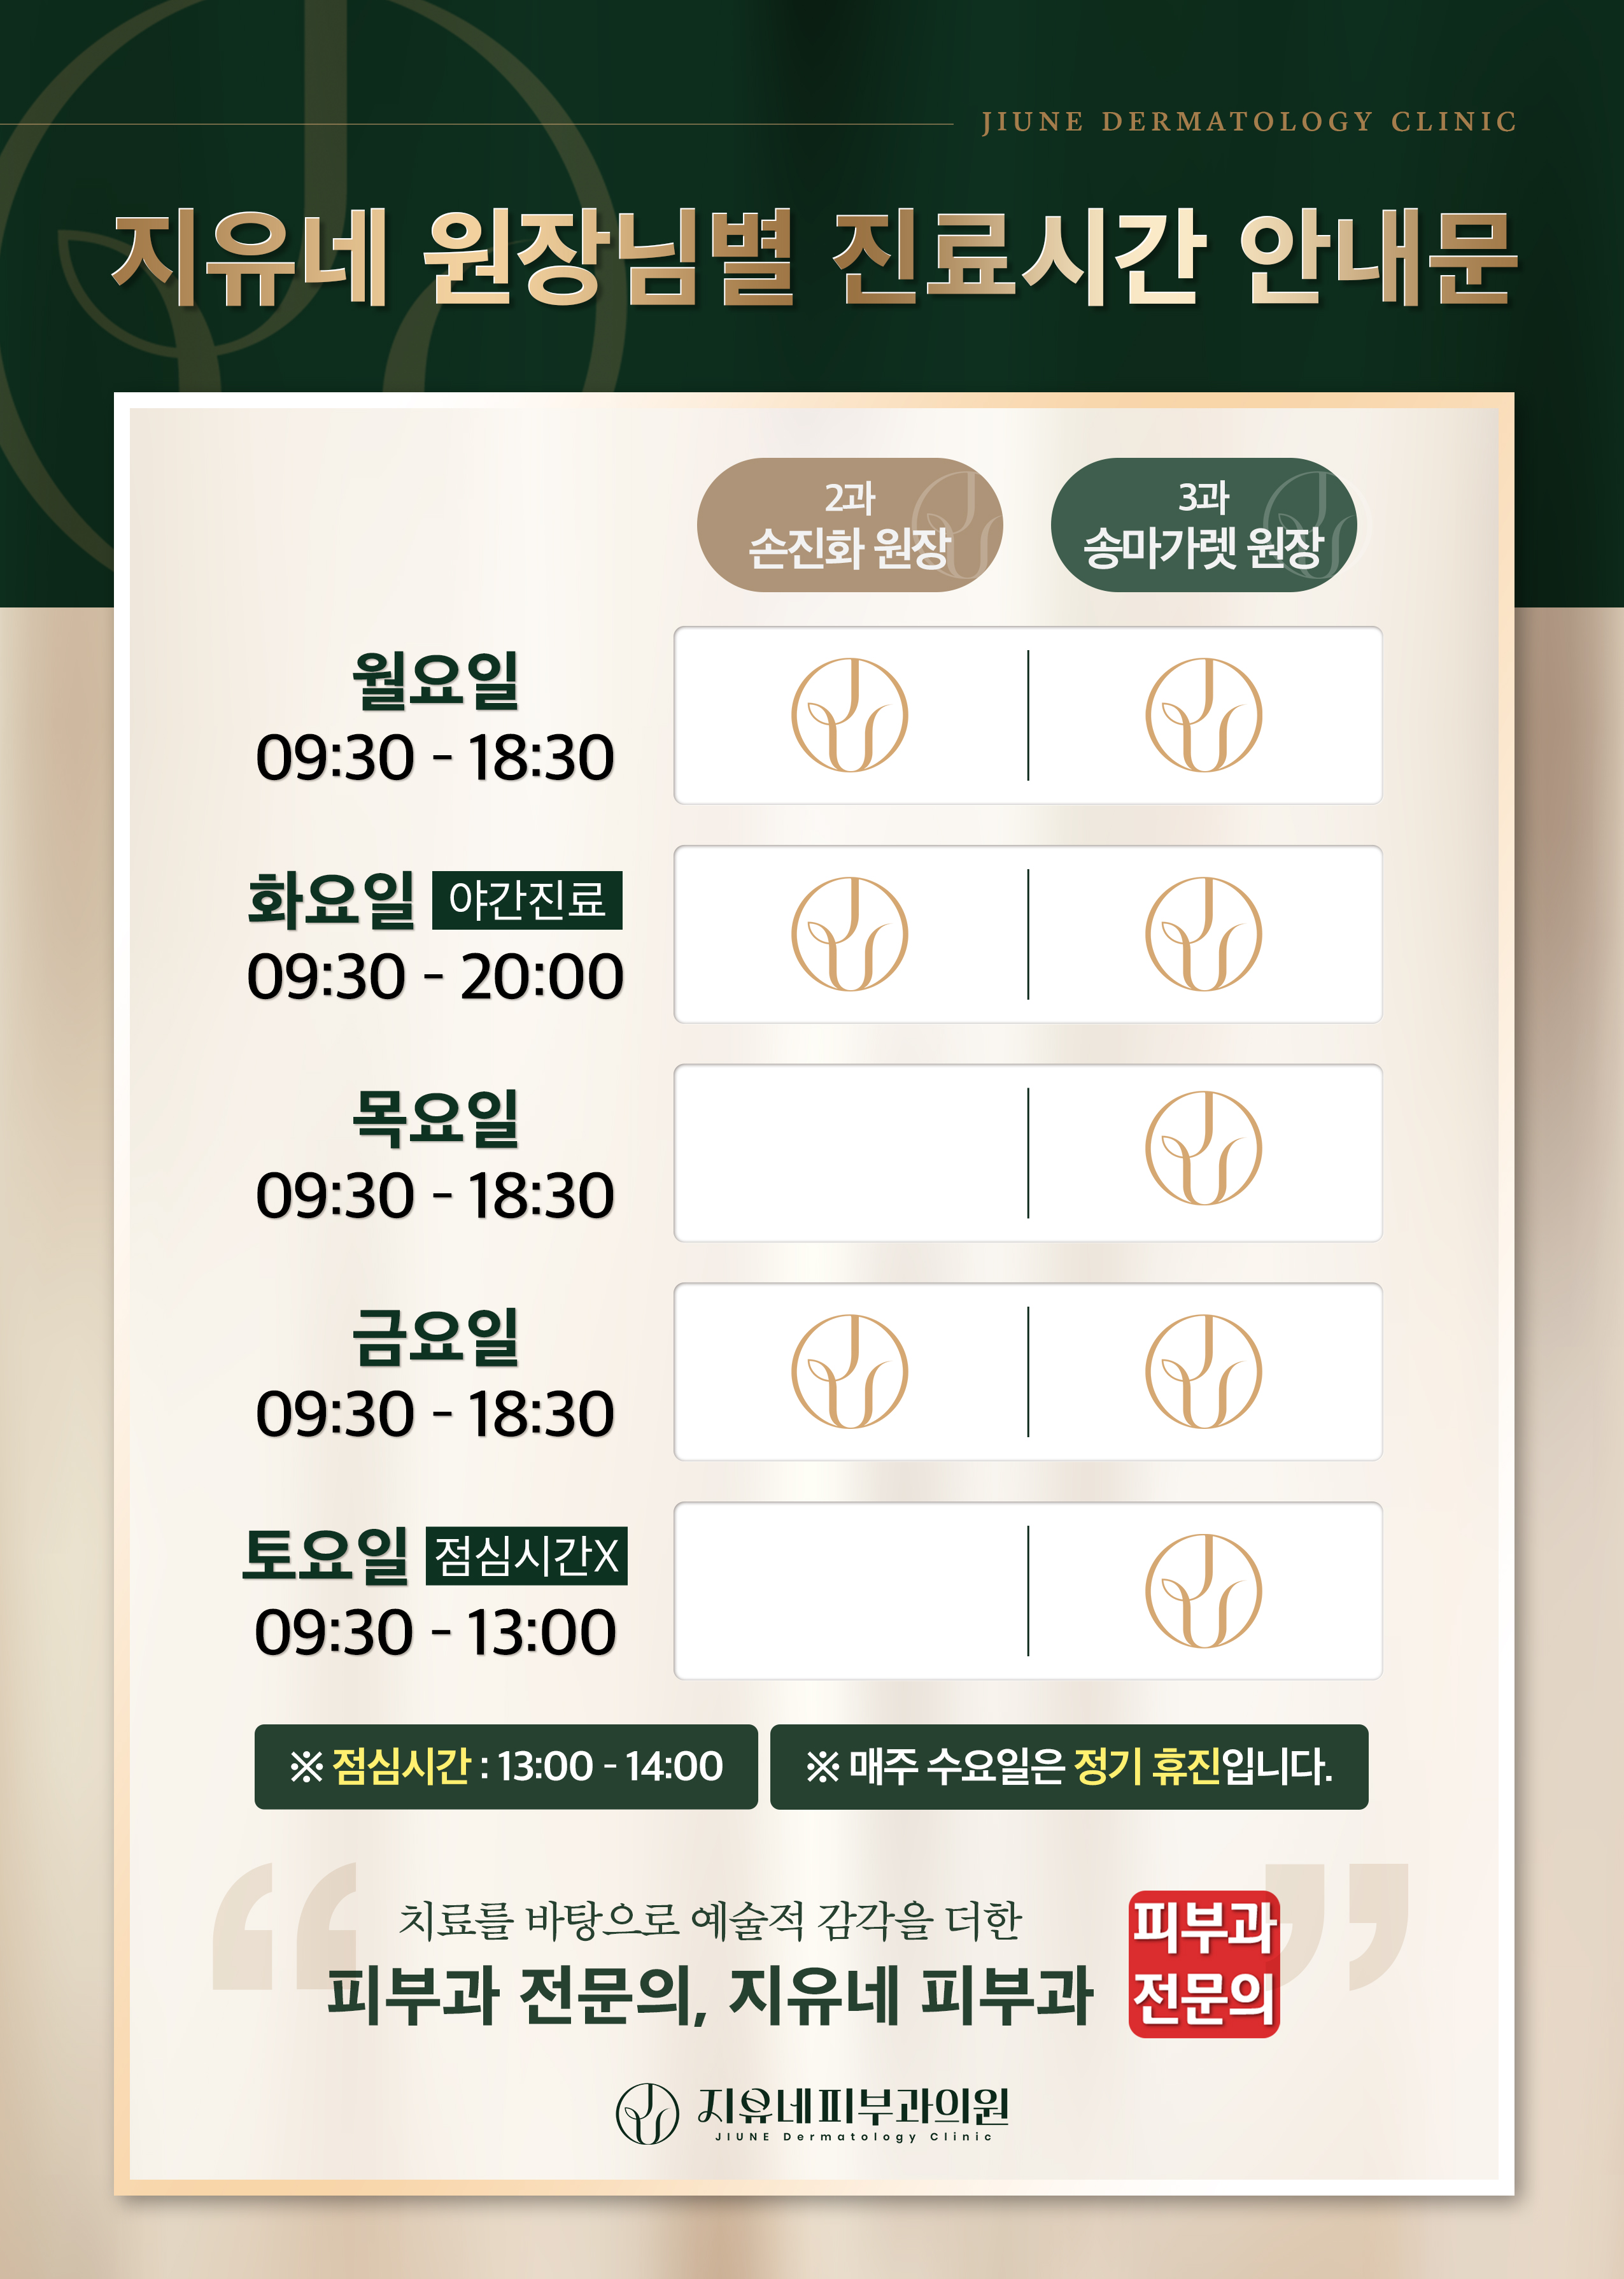 JIUNE DERMATOLOGY CLINIC
지유네 원장님별 진료시간 안내문
2과
손진화 원장
3과
송마가렛 원장
월요일
09:30 - 18:30
화요일 야간진료
09:30 - 20:00
목요일
09:30 - 18:30
금요일
09:30 - 18:30
토요일 점심시간X
09:30 - 13:00
※ 점심시간 : 13:00 - 14:00
※ 매주 수요일은 정기 휴진입니다.
“
치료를 바탕으로 예술적 감각을 더한
피부과 전문의, 지유네 피부과
”
피부과
전문의
지유네피부과의원
JIUNE Dermatology Clinic